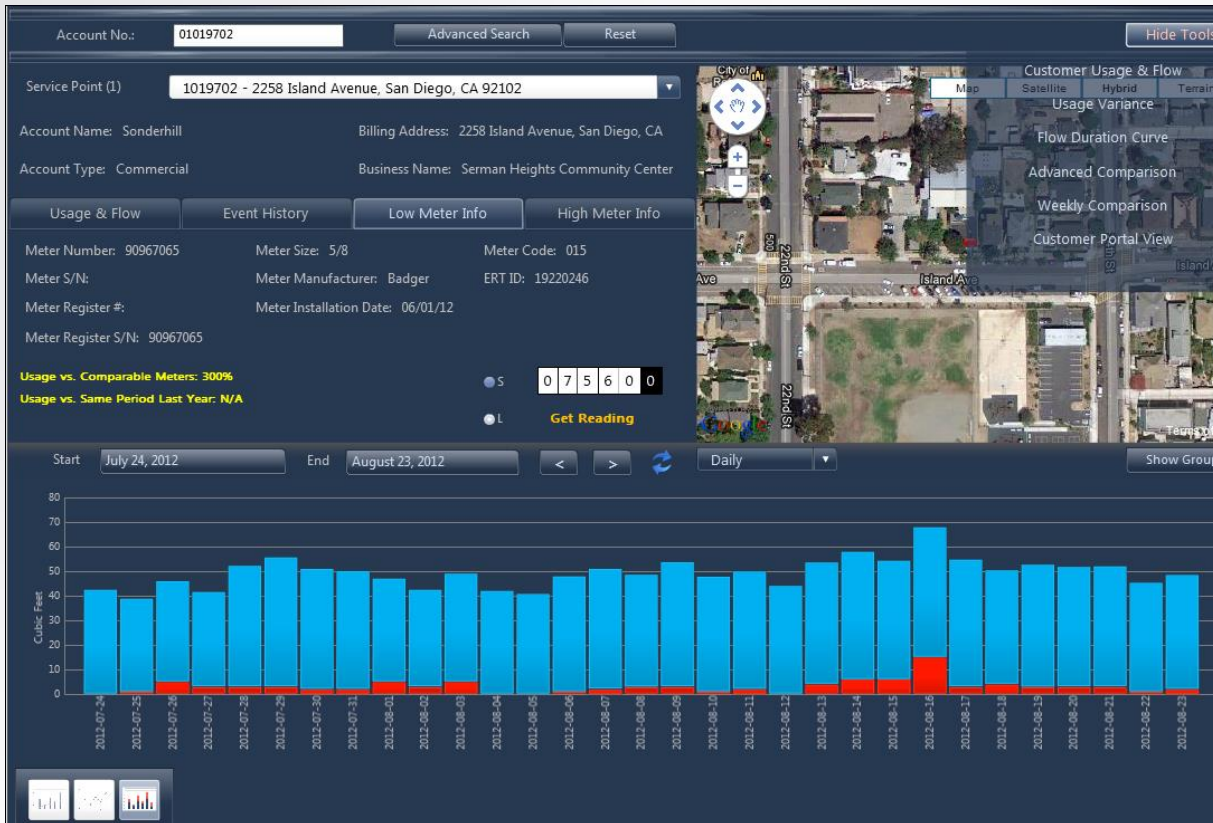 Account No.: 01019702 Advanced Search Reset Hide Tools
Service Point (1) 1019702 - 2258 Island Avenue, San Diego, CA 92102
Account Name: Sonderhill Billing Address: 2258 Island Avenue, San Diego, CA
Account Type: Commercial Business Name: Serman Heights Community Center
Usage & Flow Event History Low Meter Info High Meter Info
Meter Number: 90967065 Meter Size: 5/8 Meter Code: 015
Meter S/N: Meter Manufacturer: Badger ERT ID: 19220246
Meter Register #: Meter Installation Date: 06/01/12
Meter Register S/N: 90967065
Usage vs. Comparable Meters: 300%
Usage vs. Same Period Last Year: N/A
S 0 7 5 6 0 0
L Get Reading
City of
Map Satellite Hybrid Terrain
Customer Usage & Flow
Usage Variance
Flow Duration Curve
Advanced Comparison
Weekly Comparison
Customer Portal View
500
22nd St
Ave
Island Ave
Island
22nd St
Google
Terms of
Start July 24, 2012 End August 23, 2012 < > Daily Show Group
Cubic Feet
80
70
60
50
40
30
20
10
0
2012-07-24
2012-07-25
2012-07-26
2012-07-27
2012-07-28
2012-07-29
2012-07-30
2012-07-31
2012-08-01
2012-08-02
2012-08-03
2012-08-04
2012-08-05
2012-08-06
2012-08-07
2012-08-08
2012-08-09
2012-08-10
2012-08-11
2012-08-12
2012-08-13
2012-08-14
2012-08-15
2012-08-16
2012-08-17
2012-08-18
2012-08-19
2012-08-20
2012-08-21
2012-08-22
2012-08-23